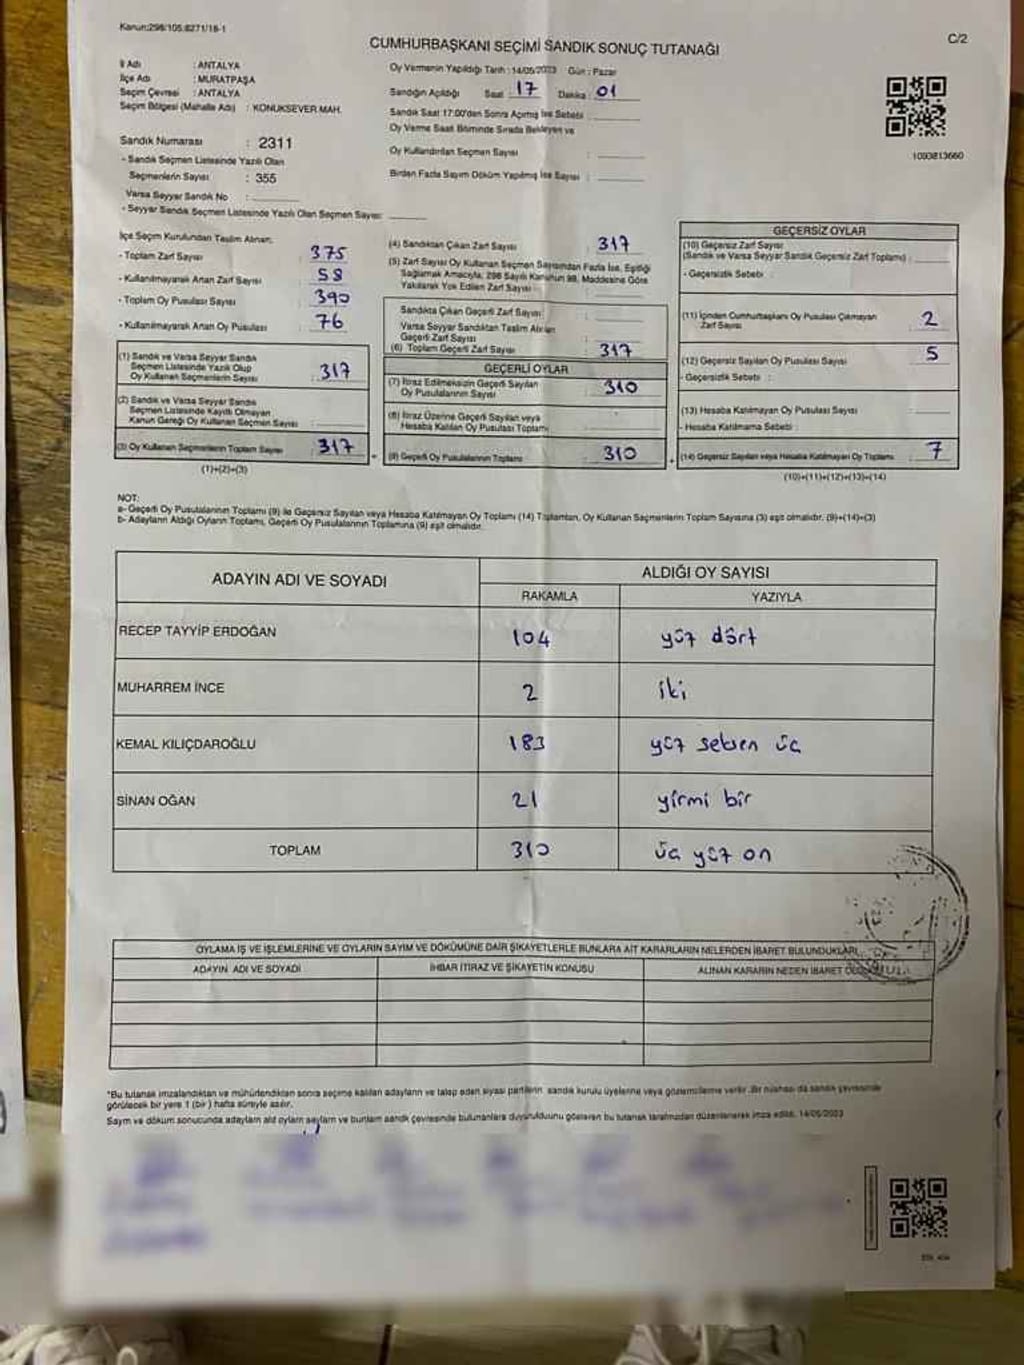 Kanun:298/105:6271/18-1
C/2
CUMHURBAŞKANI SEÇİMİ SANDIK SONUÇ TUTANAĞI
İl Adı : ANTALYA
İlçe Adı : MURATPAŞA
Seçim Çevresi : ANTALYA
Seçim Bölgesi (Mahalle Adı) : KONUKSEVER MAH.
Oy Vermenin Yapıldığı Tarih : 14/05/2023 Gün : Pazar
Sandığın Açıldığı Saat : 17 Dakika : 01
Sandık Saat 17:00'den Sonra Açılmış İse Sebebi
Oy Verme Saat Bitiminde Sırada Bekleyen ve
Oy Kullandırılan Seçmen Sayısı :
Birden Fazla Sayım Döküm Yapılmış İse Sayısı :
1093813660
Sandık Numarası : 2311
- Sandık Seçmen Listesinde Yazılı Olan
Seçmenlerin Sayısı : 355
Varsa Seyyar Sandık No :
- Seyyar Sandık Seçmen Listesinde Yazılı Olan Seçmen Sayısı:
İlçe Seçim Kurulundan Teslim Alınan;
- Toplam Zarf Sayısı 375
- Kullanılmayarak Artan Zarf Sayısı 58
- Toplam Oy Pusulası Sayısı 390
- Kullanılmayarak Artan Oy Pusulası 76
(1) Sandık ve Varsa Seyyar Sandık
Seçmen Listesinde Yazılı Olup
Oy Kullanan Seçmenlerin Sayısı : 317
(2) Sandık ve Varsa Seyyar Sandık
Seçmen Listesinde Kayıtlı Olmayan
Kanun Gereği Oy Kullanan Seçmen Sayısı :
(3) Oy Kullanan Seçmenlerin Toplam Sayısı : 317
(1)+(2)=(3)
(4) Sandıktan Çıkan Zarf Sayısı : 317
(5) Zarf Sayısı Oy Kullanan Seçmen Sayısından Fazla İse, Eşitliği
Sağlamak Amacıyla, 298 Sayılı Kanunun 98. Maddesine Göre
Yakılarak Yok Edilen Zarf Sayısı
Sandıkta Çıkan Geçerli Zarf Sayısı
Varsa Seyyar Sandıktan Teslim Alınan
Geçerli Zarf Sayısı
(6) Toplam Geçerli Zarf Sayısı : 317
GEÇERLİ OYLAR
(7) İtiraz Edilmeksizin Geçerli Sayılan
Oy Pusulalarının Sayısı : 310
(8) İtiraz Üzerine Geçerli Sayılan veya
Hesaba Katılan Oy Pusulası Toplamı
(9) Geçerli Oy Pusulalarının Toplamı : 310
GEÇERSİZ OYLAR
(10) Geçersiz Zarf Sayısı
(Sandık ve Varsa Seyyar Sandık Geçersiz Zarf Toplamı) :
- Geçersizlik Sebebi :
(11) İçinden Cumhurbaşkanı Oy Pusulası Çıkmayan
Zarf Sayısı 2
(12) Geçersiz Sayılan Oy Pusulası Sayısı 5
- Geçersizlik Sebebi :
(13) Hesaba Katılmayan Oy Pusulası Sayısı
- Hesaba Katılmama Sebebi :
(14) Geçersiz Sayılan veya Hesaba Katılmayan Oy Toplamı 7
(10)+(11)+(12)+(13)=(14)
NOT:
a- Geçerli Oy Pusulalarının Toplamı (9) ile Geçersiz Sayılan veya Hesaba Katılmayan Oy Toplamı (14) Toplamları, Oy Kullanan Seçmenlerin Toplam Sayısına (3) eşit olmalıdır. (9)+(14)=(3)
b- Adayların Aldığı Oyların Toplamı, Geçerli Oy Pusulalarının Toplamına (9) eşit olmalıdır.
ADAYIN ADI VE SOYADI ALDIĞI OY SAYISI
RAKAMLA YAZIYLA
RECEP TAYYİP ERDOĞAN 104 yüz dört
MUHARREM İNCE 2 iki
KEMAL KILIÇDAROĞLU 183 yüz seksen üç
SİNAN OĞAN 21 yirmi bir
TOPLAM 310 üç yüz on
OYLAMA İŞ VE İŞLEMLERİNE VE OYLARIN SAYIM VE DÖKÜMÜNE DAİR ŞİKAYETLERLE BUNLARA AİT KARARLARIN NELERDEN İBARET BULUNDUKLARI
ADAYIN ADI VE SOYADI İHBAR İTİRAZ VE ŞİKAYETİN KONUSU ALINAN KARARIN NEDEN İBARET
*Bu tutanak imzalandıktan ve mühürlendikten sonra seçime katılan adayların ve talep eden siyasi partilerin sandık kurulu üyelerine veya gözlemcilerine verilir. Bir nüshası da sandık çevresinde
görülecek bir yere 1 (bir) hafta süreyle asılır.
Sayım ve döküm sonucunda adayların aldığı oyların sayıları ve bunların sandık çevresinde bulunanlara duyurulduğunu gösteren bu tutanak tarafımızdan düzenlenerek imza edildi. 14/05/2023